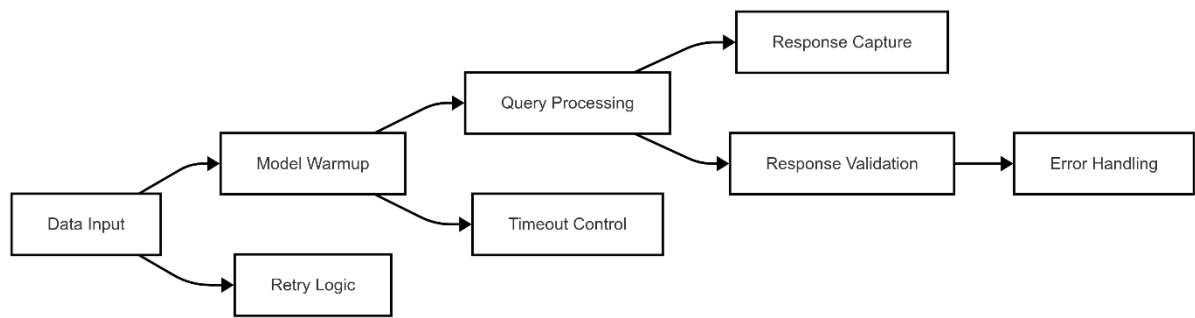 Response Capture
Query Processing
Model Warmup
Response Validation
Error Handling
Data Input
Timeout Control
Retry Logic